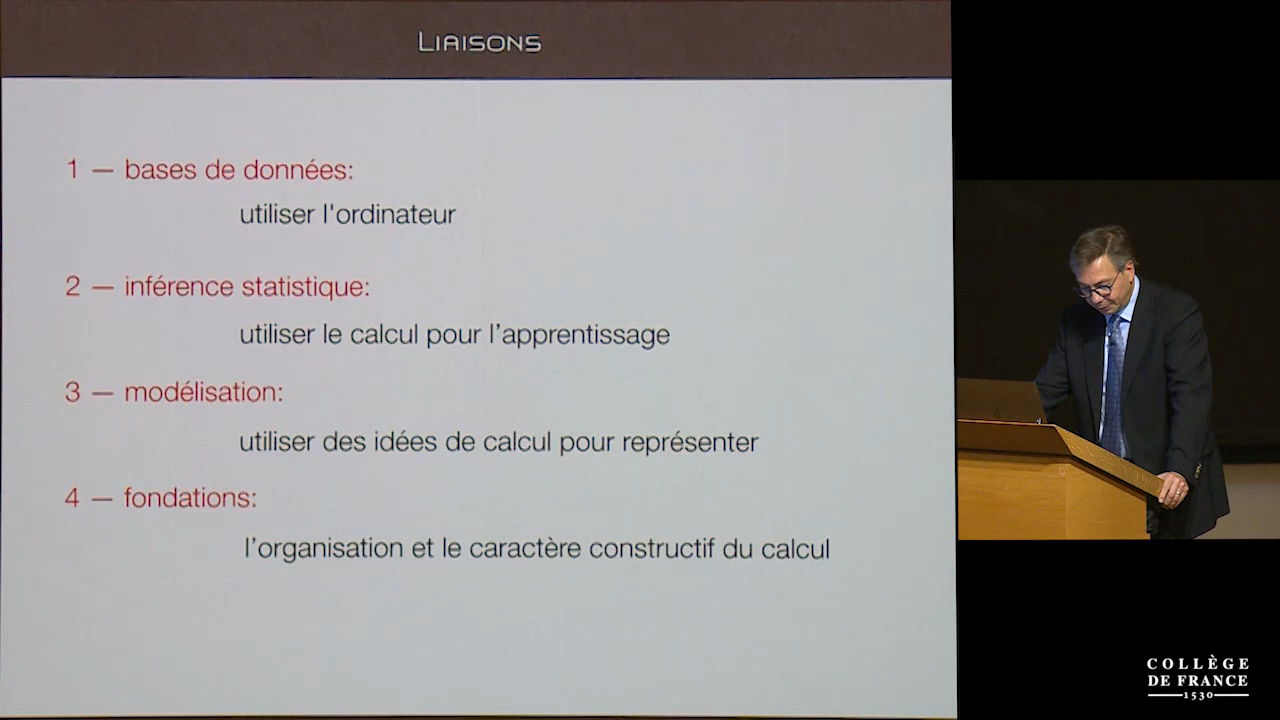 LIAISONS
1 — bases de données:
utiliser l'ordinateur
2 — inférence statistique:
utiliser le calcul pour l’apprentissage
3 — modélisation:
utiliser des idées de calcul pour représenter
4 — fondations:
l’organisation et le caractère constructif du calcul
COLLÈGE
DE FRANCE
1530